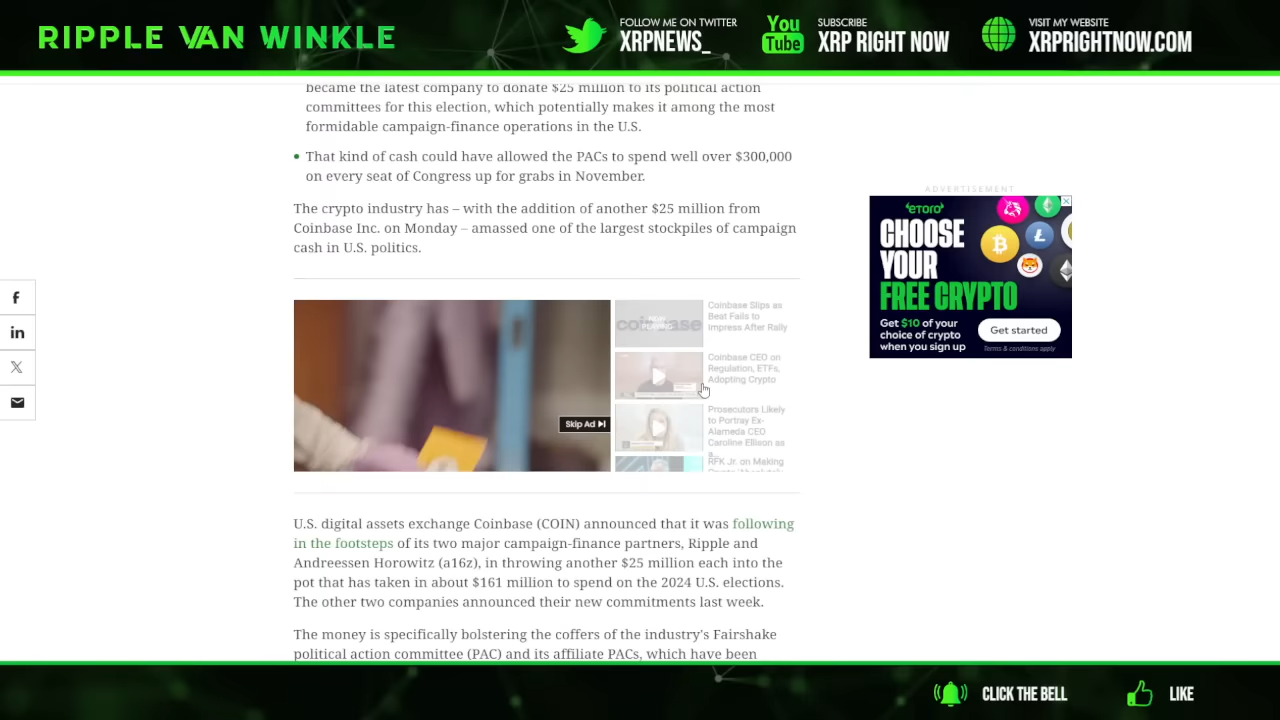 RIPPLE VAN WINKLE
FOLLOW ME ON TWITTER
XRPNEWS_
You
Tube
SUBSCRIBE
XRP RIGHT NOW
VISIT MY WEBSITE
XRPRIGHTNOW.COM
became the latest company to donate $25 million to its political action
committees for this election, which potentially makes it among the most
formidable campaign-finance operations in the U.S.
• That kind of cash could have allowed the PACs to spend well over $300,000
on every seat of Congress up for grabs in November.
The crypto industry has – with the addition of another $25 million from
Coinbase Inc. on Monday – amassed one of the largest stockpiles of campaign
cash in U.S. politics.
ADVERTISEMENT
eToro
CHOOSE
YOUR
FREE CRYPTO
Get $10 of your
choice of crypto
when you sign up
Get started
Terms & conditions apply
Skip Ad
coinbase
NOW
PLAYING
Coinbase Slips as
Beat Fails to
Impress After Rally
Coinbase CEO on
Regulation, ETFs,
Adopting Crypto
Prosecutors Likely
to Portray Ex-
Alameda CEO
Caroline Ellison as
a...
RFK Jr. on Making
U.S. digital assets exchange Coinbase (COIN) announced that it was following
in the footsteps of its two major campaign-finance partners, Ripple and
Andreessen Horowitz (a16z), in throwing another $25 million each into the
pot that has taken in about $161 million to spend on the 2024 U.S. elections.
The other two companies announced their new commitments last week.
The money is specifically bolstering the coffers of the industry's Fairshake
political action committee (PAC) and its affiliate PACs, which have been
CLICK THE BELL
LIKE